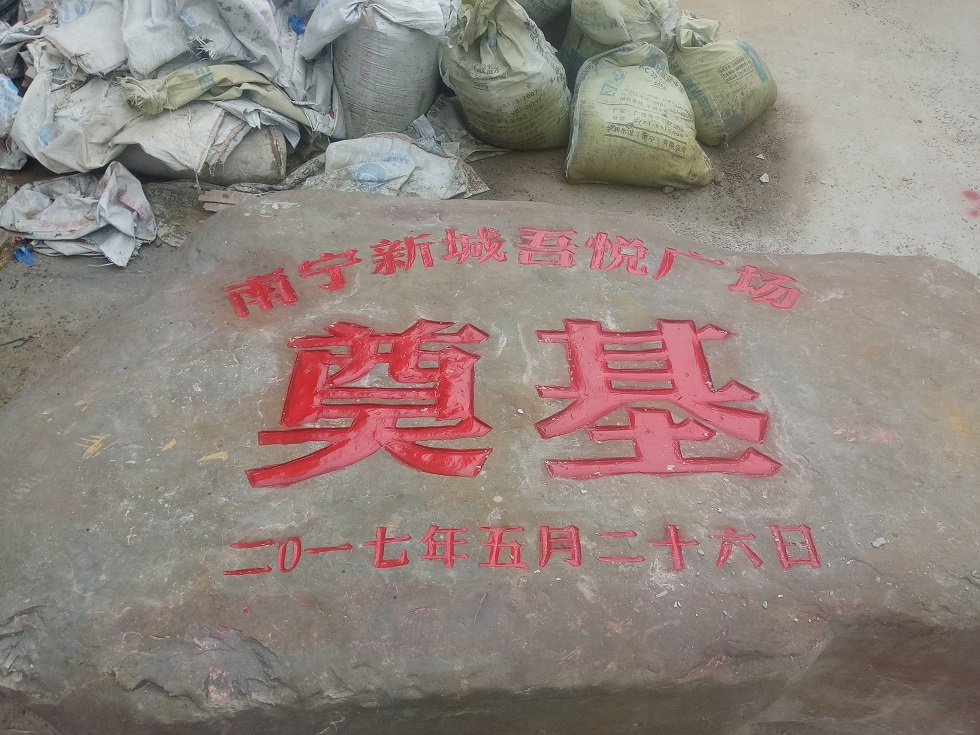 南宁新城吾悦广场
奠基
二0一七年五月二十六日